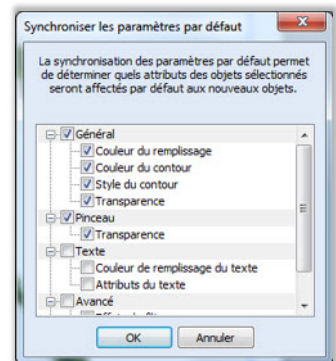 Synchroniser les paramètres par défaut
La synchronisation des paramètres par défaut permet
de déterminer quels attributs des objets sélectionnés
seront affectés par défaut aux nouveaux objets.
Général
Couleur du remplissage
Couleur du contour
Style du contour
Transparence
Pinceau
Transparence
Texte
Couleur de remplissage du texte
Attributs du texte
Avancé
OK
Annuler